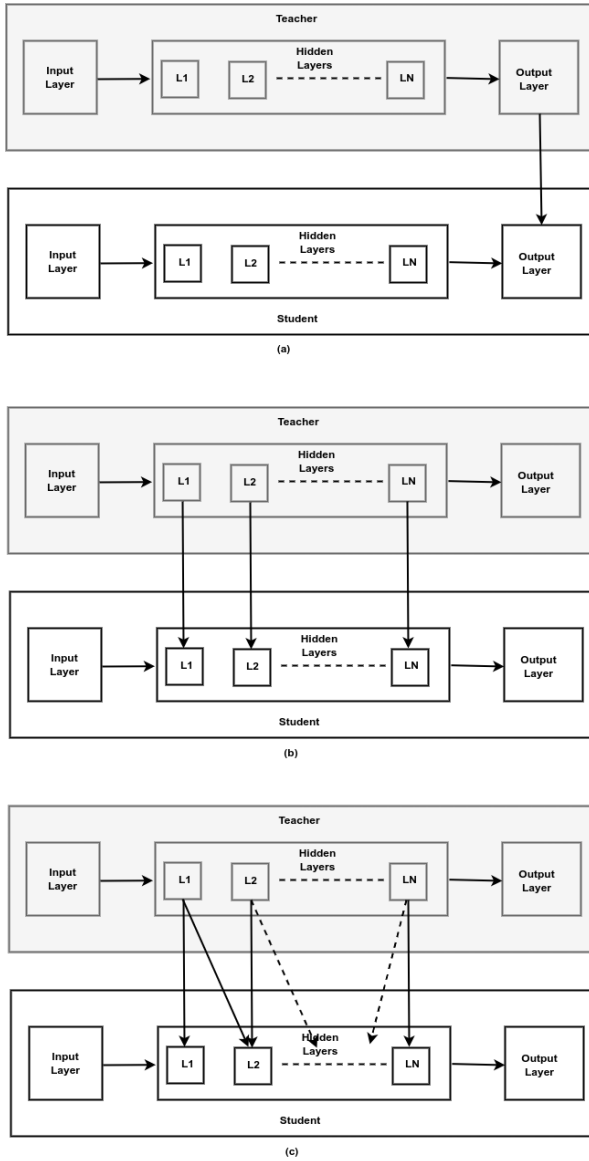 Teacher
Input
Layer
Hidden
Layers
L1
L2
LN
Output
Layer
Input
Layer
Hidden
Layers
L1
L2
LN
Output
Layer
Student
(a)
Teacher
Input
Layer
Hidden
Layers
L1
L2
LN
Output
Layer
Input
Layer
Hidden
Layers
L1
L2
LN
Output
Layer
Student
(b)
Teacher
Input
Layer
Hidden
Layers
L1
L2
LN
Output
Layer
Input
Layer
Hidden
Layers
L1
L2
LN
Output
Layer
Student
(c)